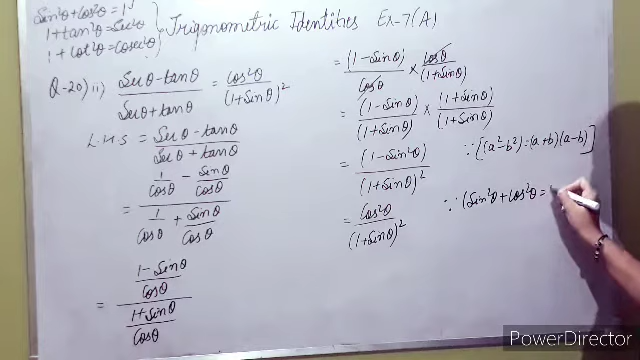 Sin²θ+cos²θ=1
1+tan²θ=Sec²θ
1+cot²θ=Cosec²θ
Trigonometric Identities Ex-7(A)
Q-20) ii) (Secθ-tanθ)/(Secθ+tanθ) = cos²θ/(1+Sinθ)²
L.H.S = (Secθ-tanθ)/(Secθ+tanθ)
= (1/Cosθ - Sinθ/Cosθ)/(1/Cosθ + Sinθ/Cosθ)
= ((1-Sinθ)/Cosθ)/((1+Sinθ)/Cosθ)
= (1-Sinθ)/Cosθ × Cosθ/(1+Sinθ)
= (1-Sinθ)/(1+Sinθ) × (1+Sinθ)/(1+Sinθ)
= (1-Sin²θ)/(1+Sinθ)² ∵[(a²-b²)=(a+b)(a-b)]
= Cos²θ/(1+Sinθ)² ∵(Sin²θ+cos²θ=
POWERED BY
PowerDirector